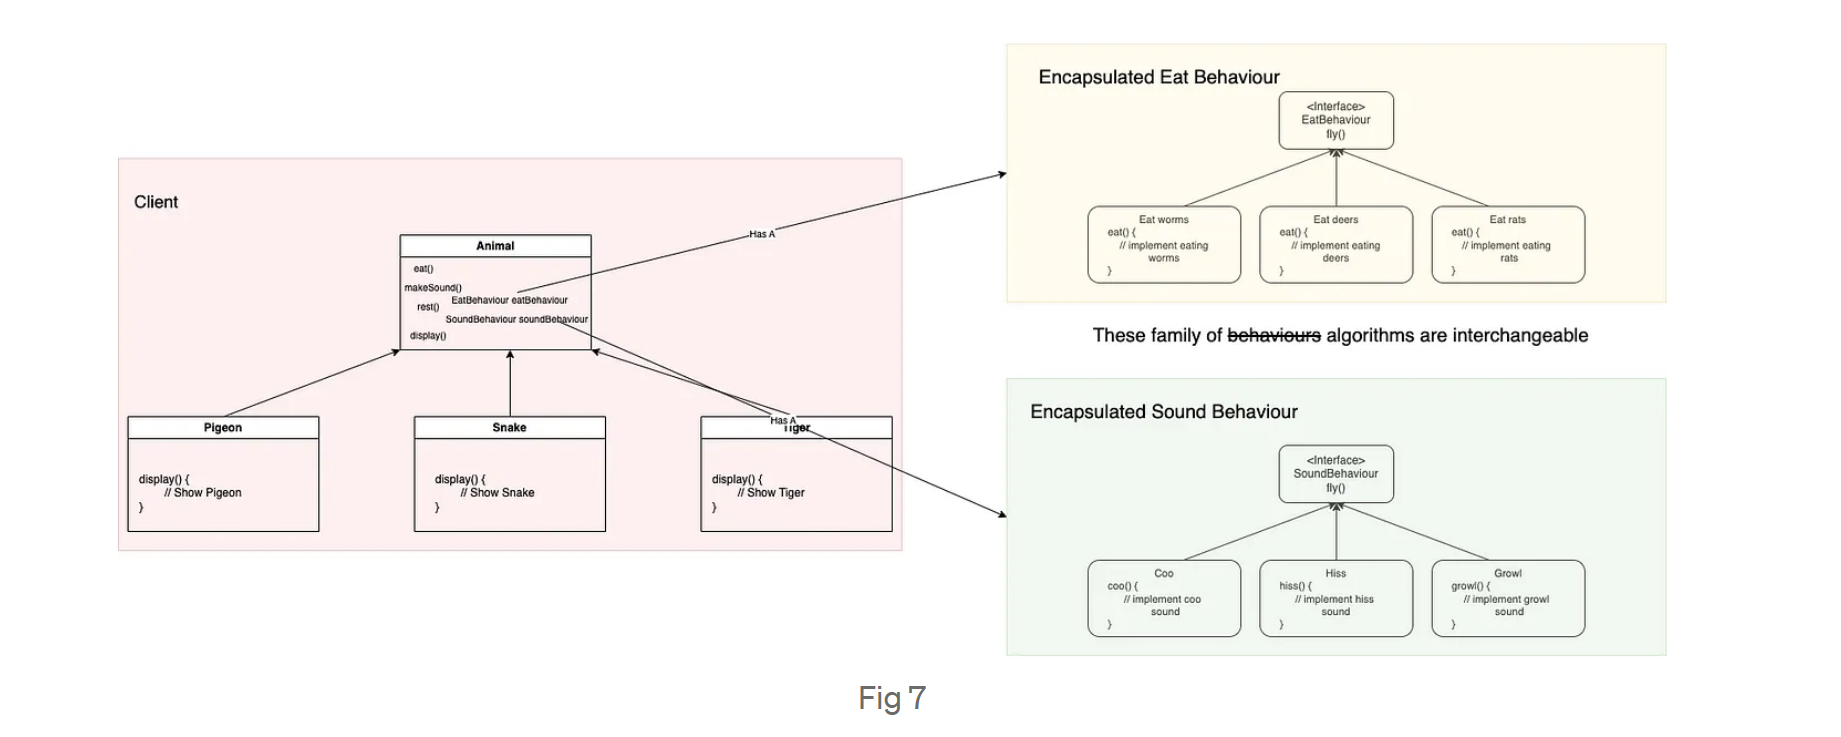 Encapsulated Eat Behaviour
<Interface>
EatBehaviour
fly()
Eat worms
eat() {
// implement eating
worms
}
Eat deers
eat() {
// implement eating
deers
}
Eat rats
eat() {
// implement eating
rats
}
Client
Has A
Animal
eat()
makeSound()
EatBehaviour eatBehaviour
rest()
SoundBehaviour soundBehaviour
display()
These family of behaviours algorithms are interchangeable
Encapsulated Sound Behaviour
Has A
Pigeon
display() {
// Show Pigeon
}
Snake
display() {
// Show Snake
}
Tiger
display() {
// Show Tiger
}
<Interface>
SoundBehaviour
fly()
Coo
coo() {
// implement coo
sound
}
Hiss
hiss() {
// implement hiss
sound
}
Growl
growl() {
// implement growl
sound
}
Fig 7